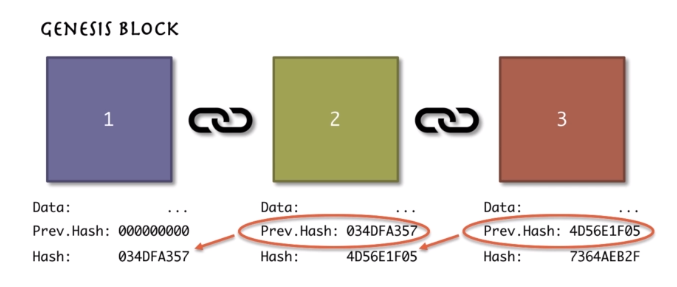 GENESIS BLOCK
1
2
3
Data: ...
Prev.Hash: 000000000
Hash: 034DFA357
Data: ...
Prev.Hash: 034DFA357
Hash: 4D56E1F05
Data: ...
Prev.Hash: 4D56E1F05
Hash: 7364AEB2F